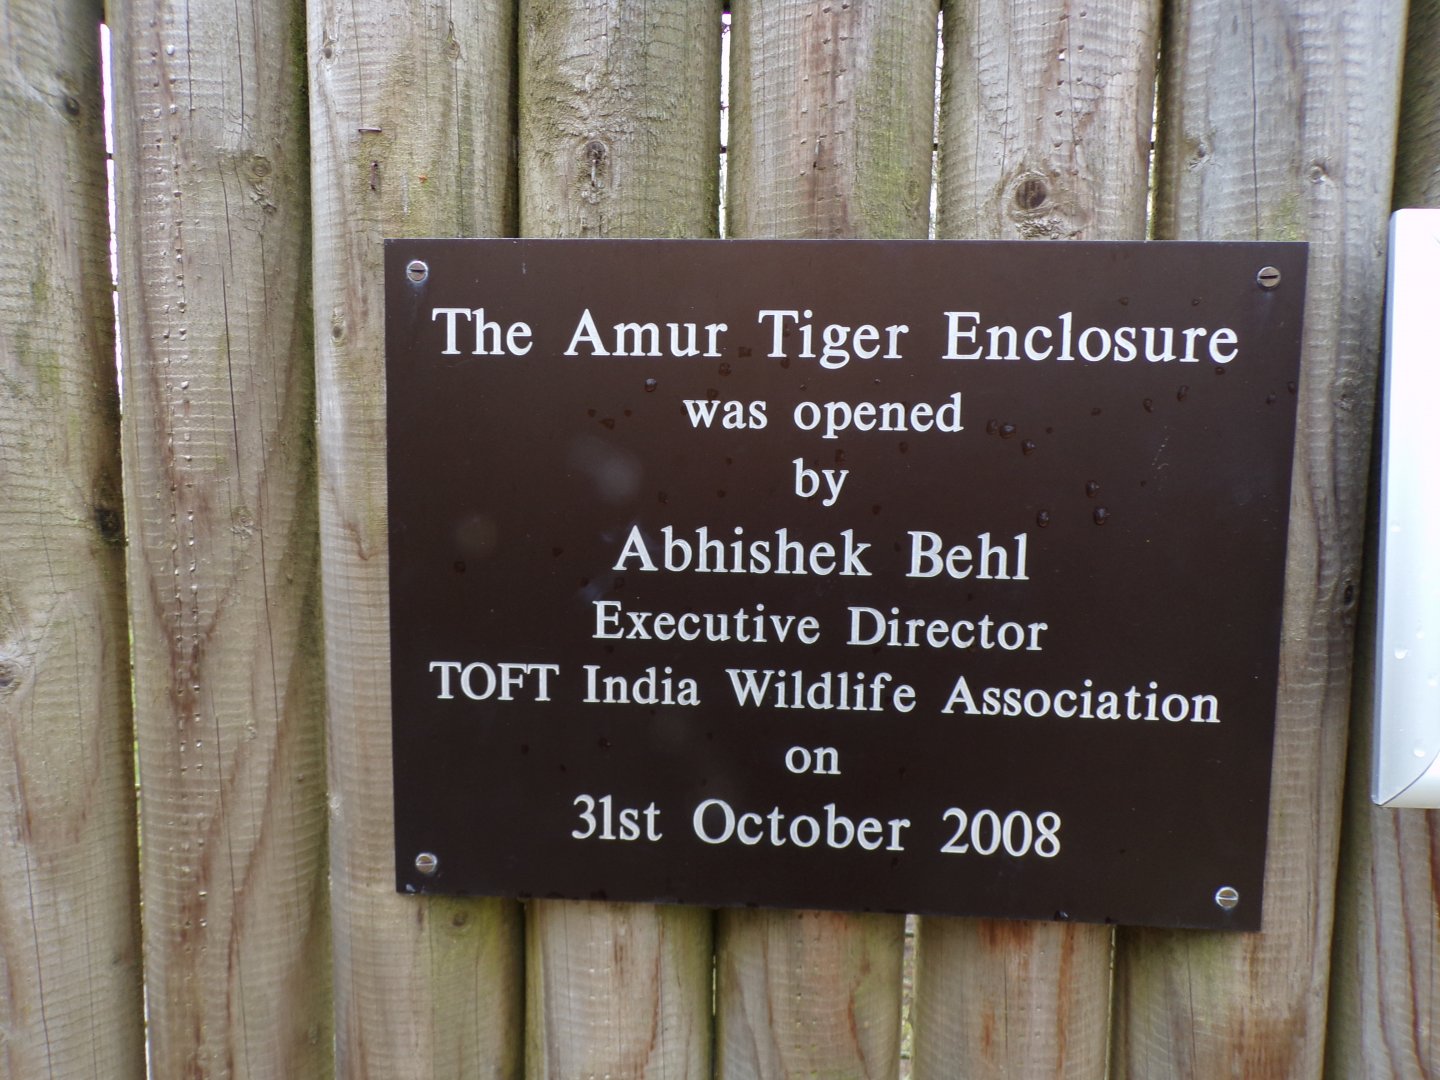 The Amur Tiger Enclosure
was opened
by
Abhishek Behl
Executive Director
TOFT India Wildlife Association
on
31st October 2008